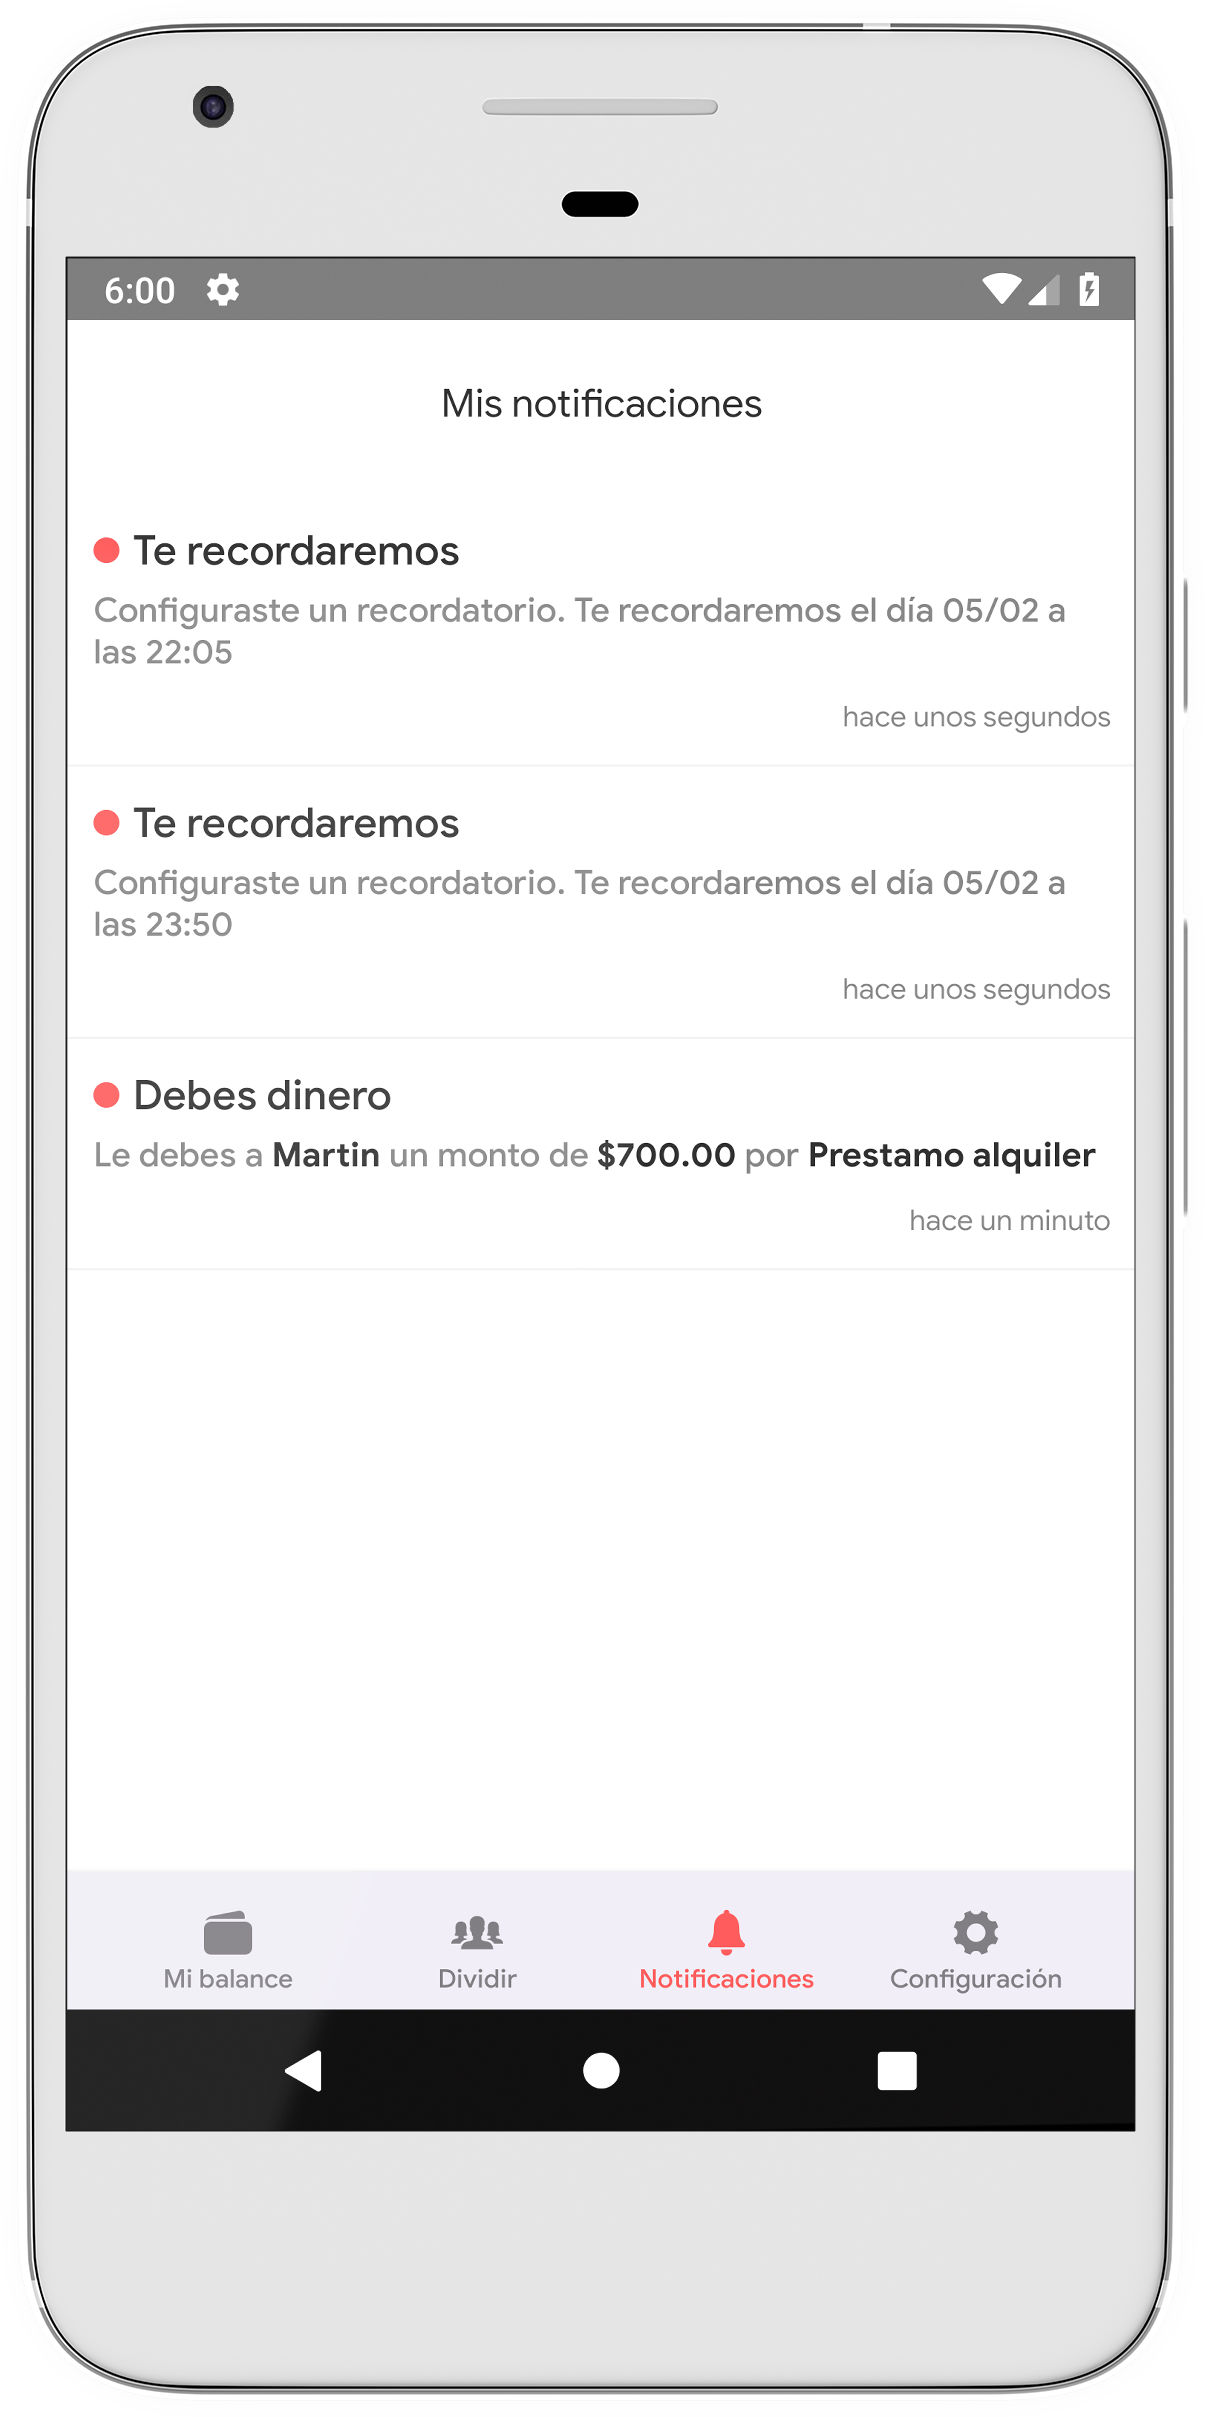 6:00
Mis notificaciones
Te recordaremos
Configuraste un recordatorio. Te recordaremos el día 05/02 a
las 22:05
hace unos segundos
Te recordaremos
Configuraste un recordatorio. Te recordaremos el día 05/02 a
las 23:50
hace unos segundos
Debes dinero
Le debes a Martin un monto de $700.00 por Prestamo alquiler
hace un minuto
Mi balance
Dividir
Notificaciones
Configuración